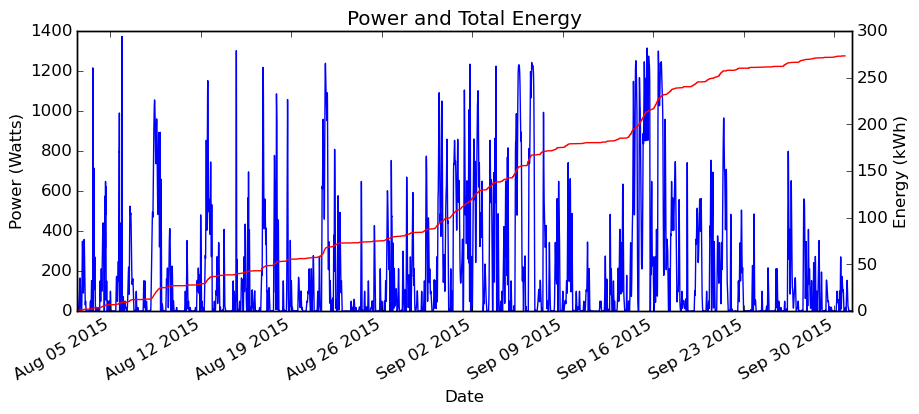 Power and Total Energy
Power (Watts)
1400
1200
1000
800
600
400
200
0
300
250
200
150
100
50
0
Energy (kWh)
Aug 05 2015
Aug 12 2015
Aug 19 2015
Aug 26 2015
Sep 02 2015
Sep 09 2015
Sep 16 2015
Sep 23 2015
Sep 30 2015
Date